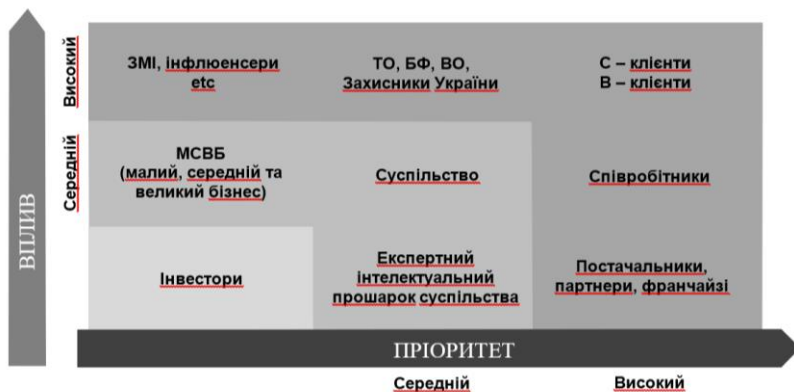 ВПЛИВ
Високий
Середній
ЗМІ, інфлюенсери
etc
ТО, БФ, ВО,
Захисники України
С – клієнти
В – клієнти
МСВБ
(малий, середній та
великий бізнес)
Суспільство
Співробітники
Інвестори
Експертний
інтелектуальний
прошарок суспільства
Постачальники,
партнери, франчайзі
ПРІОРИТЕТ
Середній
Високий